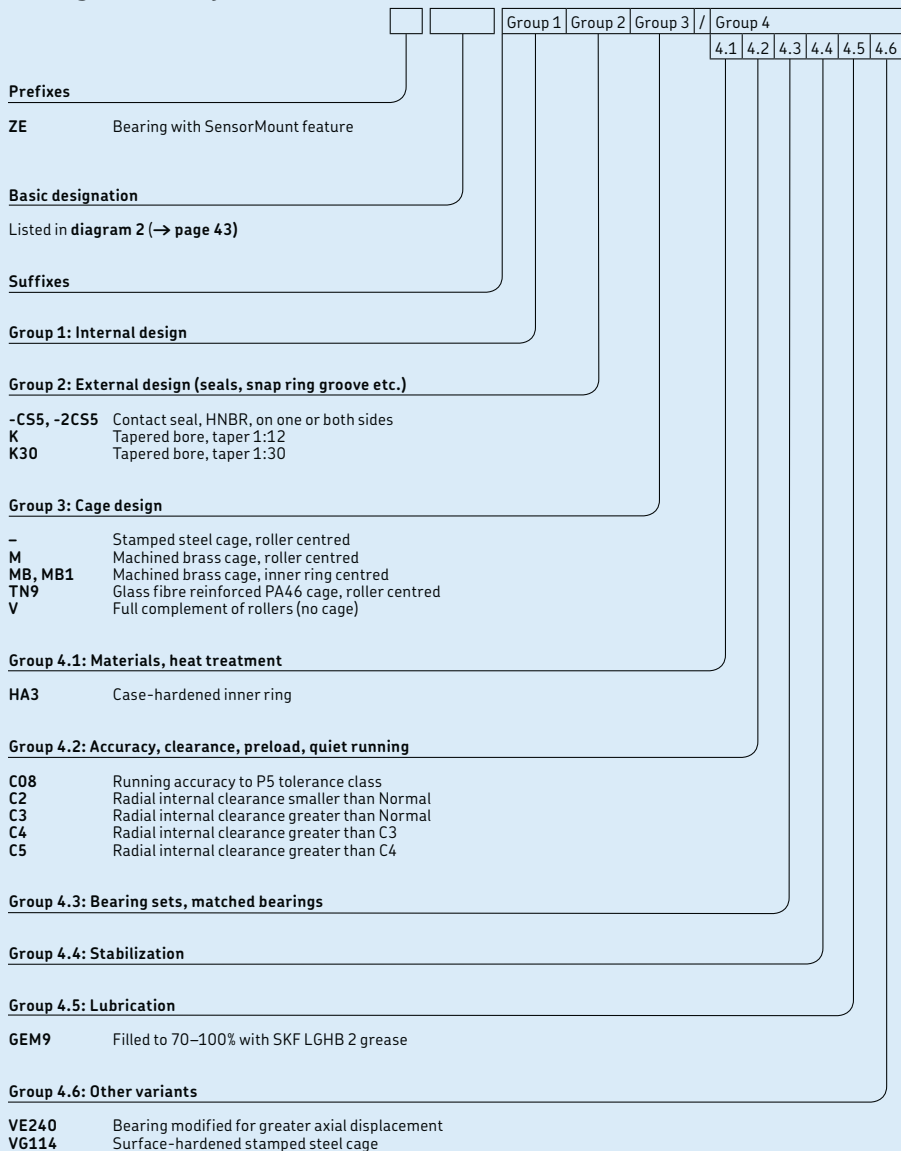 Group 1 Group 2 Group 3 / Group 4
4.1 4.2 4.3 4.4 4.5 4.6
Prefixes
ZE Bearing with SensorMount feature
Basic designation
Listed in diagram 2 (→ page 43)
Suffixes
Group 1: Internal design
Group 2: External design (seals, snap ring groove etc.)
-CS5, -2CS5 Contact seal, HNBR, on one or both sides
K Tapered bore, taper 1:12
K30 Tapered bore, taper 1:30
Group 3: Cage design
– Stamped steel cage, roller centred
M Machined brass cage, roller centred
MB, MB1 Machined brass cage, inner ring centred
TN9 Glass fibre reinforced PA46 cage, roller centred
V Full complement of rollers (no cage)
Group 4.1: Materials, heat treatment
HA3 Case-hardened inner ring
Group 4.2: Accuracy, clearance, preload, quiet running
C08 Running accuracy to P5 tolerance class
C2 Radial internal clearance smaller than Normal
C3 Radial internal clearance greater than Normal
C4 Radial internal clearance greater than C3
C5 Radial internal clearance greater than C4
Group 4.3: Bearing sets, matched bearings
Group 4.4: Stabilization
Group 4.5: Lubrication
GEM9 Filled to 70–100% with SKF LGHB 2 grease
Group 4.6: Other variants
VE240 Bearing modified for greater axial displacement
VG114 Surface-hardened stamped steel cage